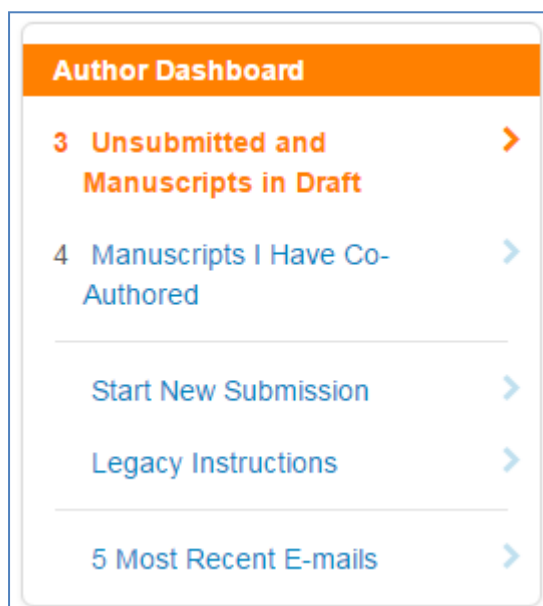 Author Dashboard
3 Unsubmitted and
Manuscripts in Draft
4 Manuscripts I Have Co-
Authored
Start New Submission
Legacy Instructions
5 Most Recent E-mails